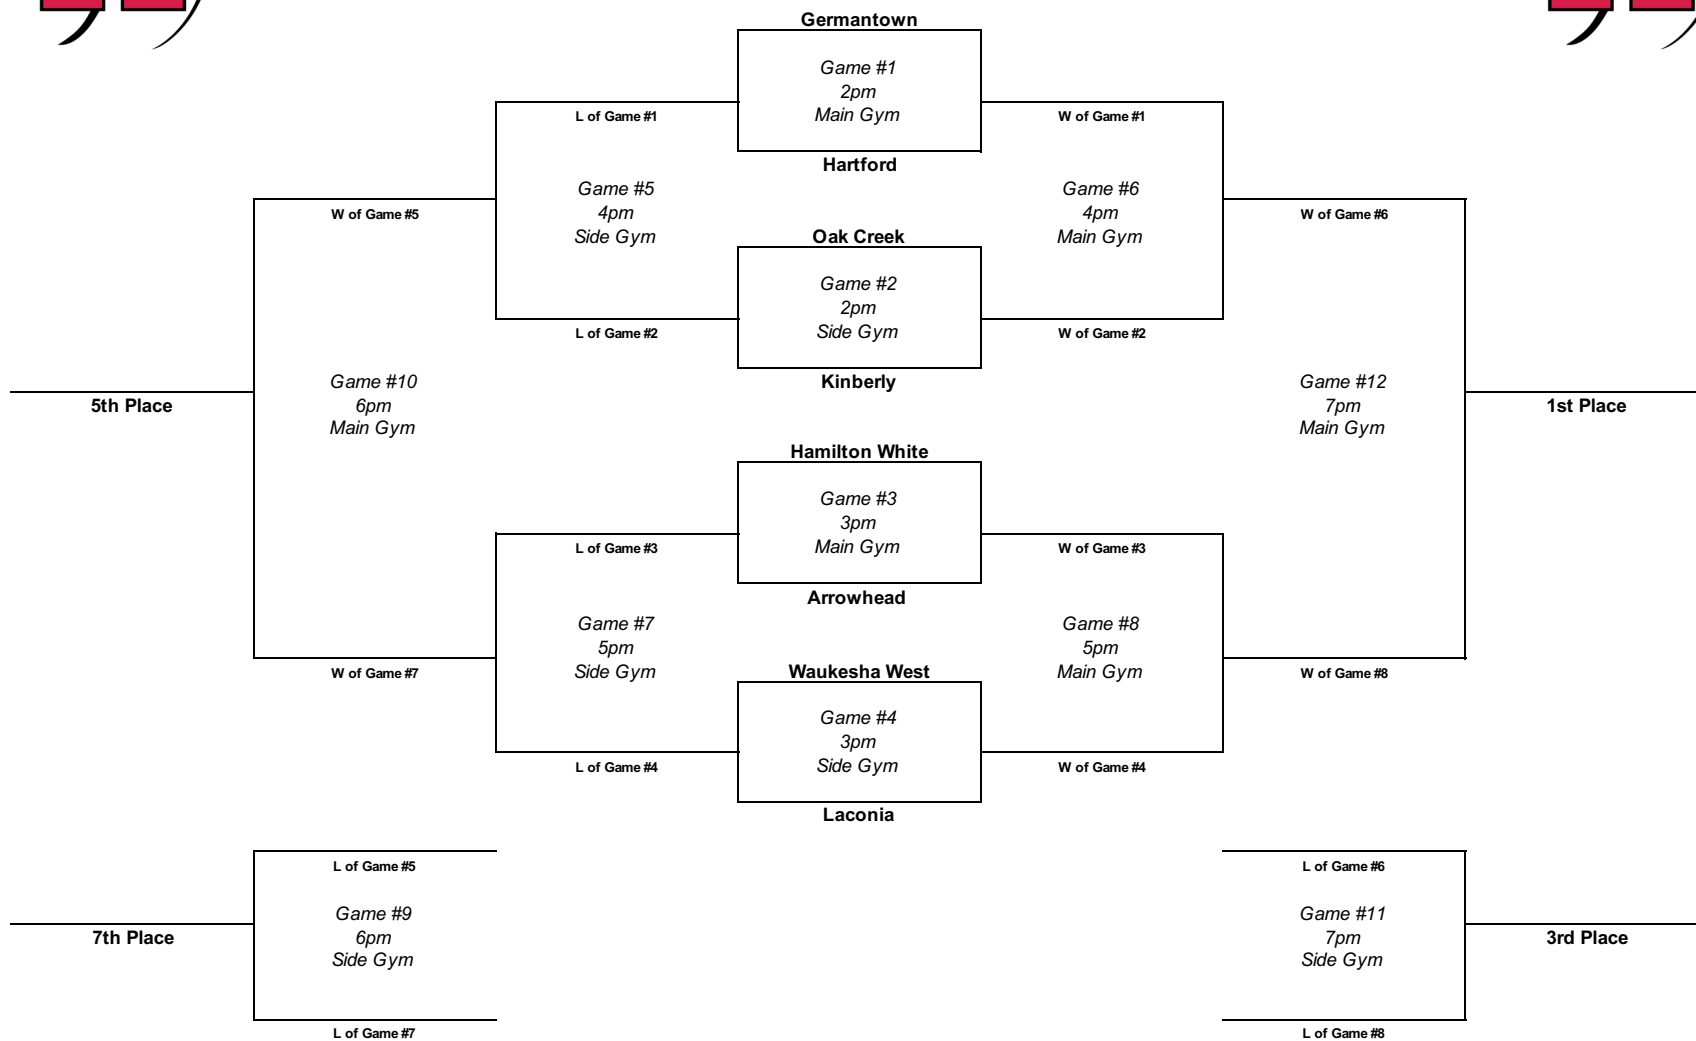 Germantown
Game #1
2pm
Main Gym
L of Game #1
W of Game #1
Hartford
Game #5
4pm
Side Gym
Game #6
4pm
Main Gym
W of Game #5
W of Game #6
Oak Creek
Game #2
2pm
Side Gym
L of Game #2
W of Game #2
Kinberly
Game #10
6pm
Main Gym
Game #12
7pm
Main Gym
5th Place
1st Place
Hamilton White
Game #3
3pm
Main Gym
L of Game #3
W of Game #3
Arrowhead
Game #7
5pm
Side Gym
Game #8
5pm
Main Gym
W of Game #7
W of Game #8
Waukesha West
Game #4
3pm
Side Gym
L of Game #4
W of Game #4
Laconia
L of Game #5
L of Game #6
Game #9
6pm
Side Gym
Game #11
7pm
Side Gym
7th Place
3rd Place
L of Game #7
L of Game #8